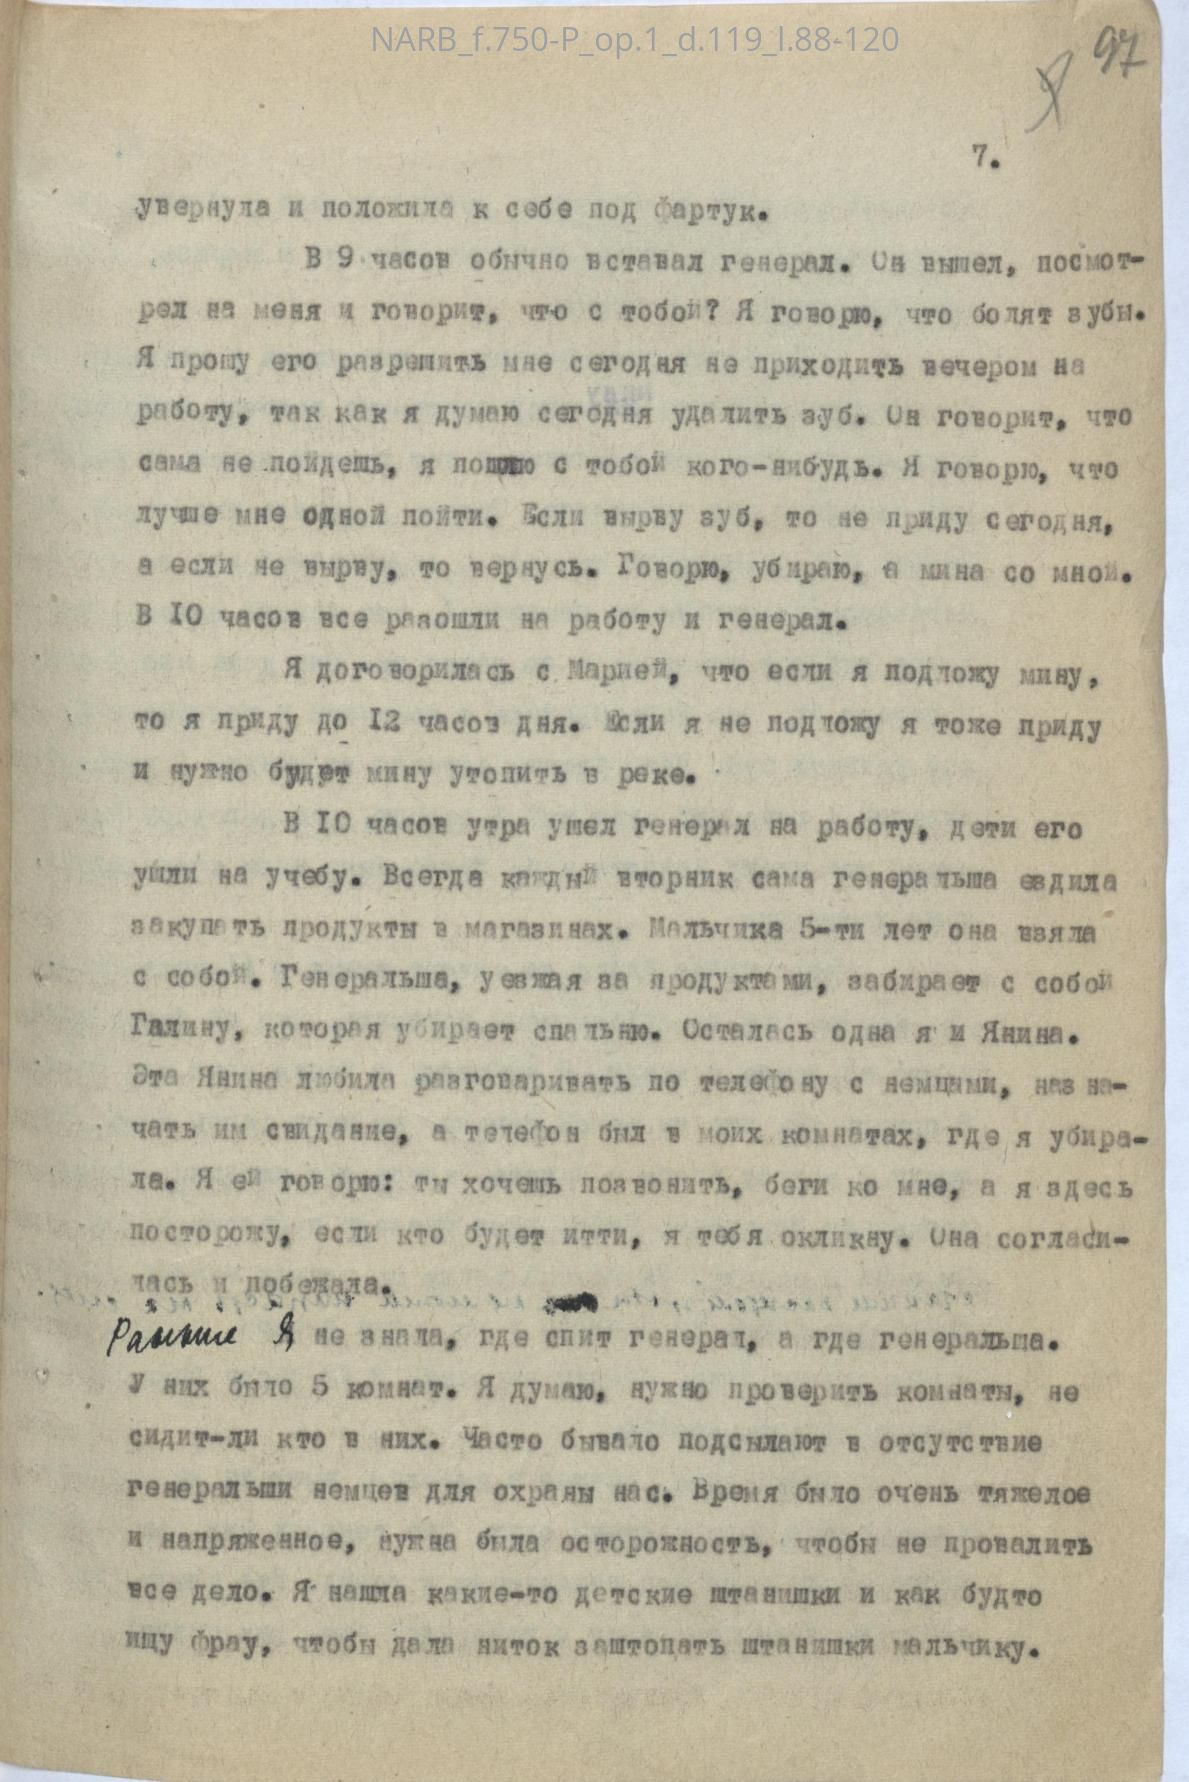 NARB_f.750-P_op.1_d.119_l.88-120
97
7.
увернула и положила к себе под фартук.
В 9 часов обычно вставал генерал. Он вышел, посмот-
рел на меня и говорит, что с тобой? Я говорю, что болят зубы.
Я прошу его разрешить мне сегодня не приходить вечером на
работу, так как я думаю сегодня удалить зуб. Он говорит, что
сама не пойдешь, я пошлю с тобой кого-нибудь. Я говорю, что
лучше мне одной пойти. Если вырву зуб, то не приду сегодня,
а если не вырву, то вернусь. Говорю, убираю, а мина со мной.
В 10 часов все разошли на работу и генерал.
Я договорилась с Марией, что если я подложу мину,
то я приду до 12 часов дня. Если я не подложу я тоже приду
и нужно будет мину утопить в реке.
В 10 часов утра ушел генерал на работу, дети его
ушли на учебу. Всегда каждый вторник сама генеральша ездила
закупать продукты в магазинах. Мальчика 5-ти лет она взяла
с собой. Генеральша, уезжая за продуктами, забирает с собой
Галину, которая убирает спальню. Осталась одна я и Янина.
Эта Янина любила разговаривать по телефону с немцами, назна-
чать им свидание, а телефон был в моих комнатах, где я убира-
ла. Я ей говорю: ты хочешь позвонить, беги ко мне, а я здесь
посторожу, если кто будет итти, я тебя окликну. Она согласи-
лась и побежала.
Раньше Я не знала, где спит генерал, а где генеральша.
У них было 5 комнат. Я думаю, нужно проверить комнаты, не
сидит-ли кто в них. Часто бывало подсылают в отсутствие
генеральши немцев для охраны нас. Время было очень тяжелое
и напряженное, нужна была осторожность, чтобы не провалить
все дело. Я нашла какие-то детские штанишки и как будто
ищу фрау, чтобы дала ниток заштопать штанишки мальчику.